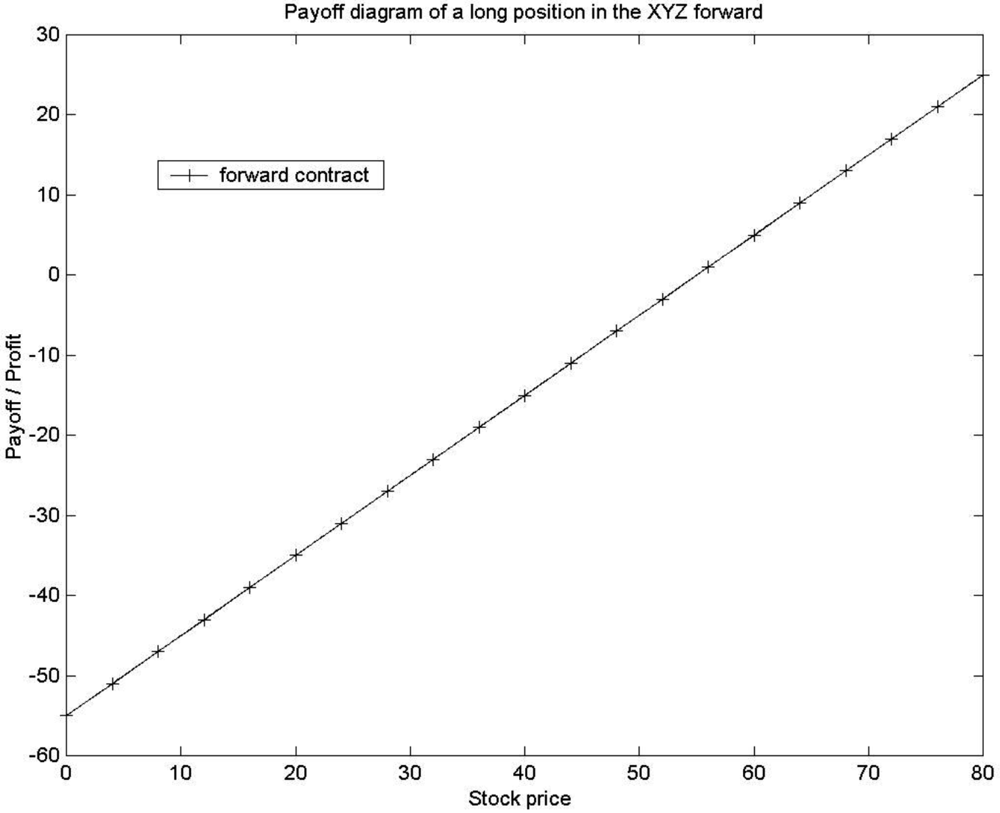 Payoff diagram of a long position in the XYZ forward
30
20
10
0
-10
-20
-30
-40
-50
-60
forward contract
Payoff / Profit
0 10 20 30 40 50 60 70 80
Stock price